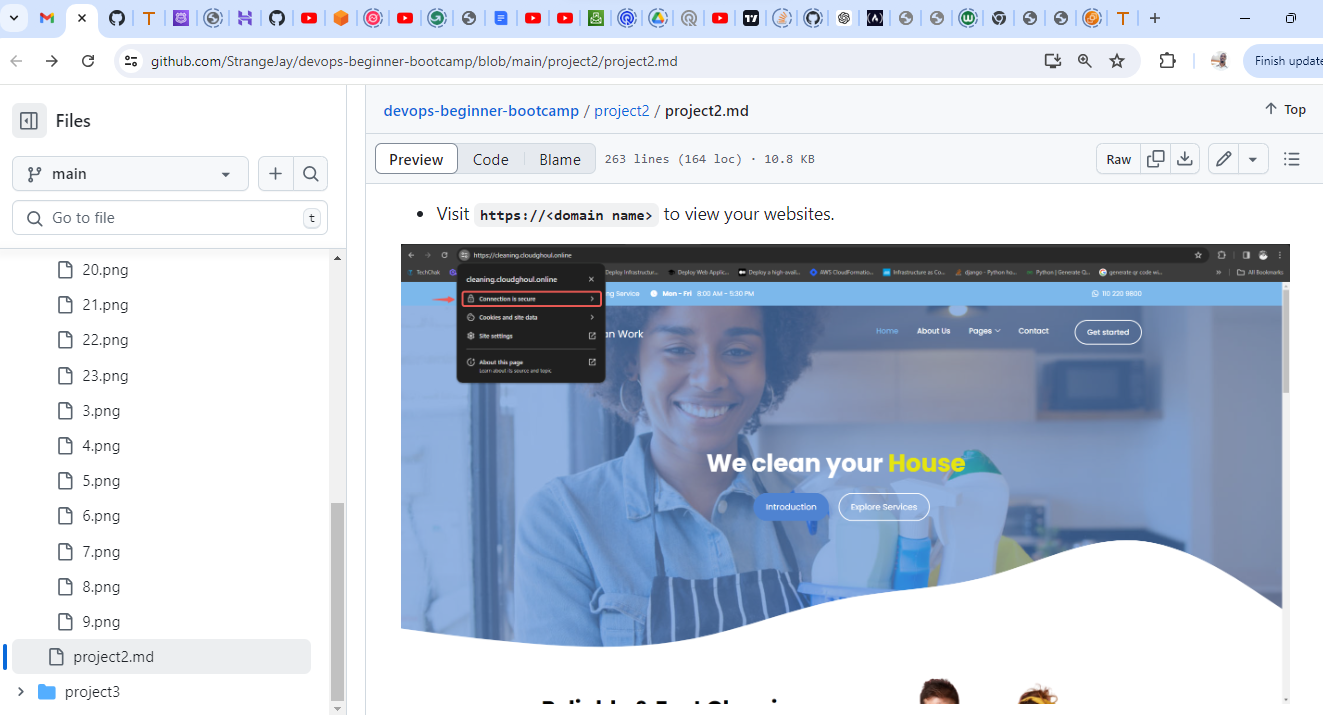 github.com/StrangeJay/devops-beginner-bootcamp/blob/main/project2/project2.md
Finish update
Files
devops-beginner-bootcamp / project2 / project2.md
Top
main
Preview Code Blame 263 lines (164 loc) · 10.8 KB
Raw
Go to file t
20.png
21.png
22.png
23.png
3.png
4.png
5.png
6.png
7.png
8.png
9.png
project2.md
project3
• Visit https://<domain name> to view your websites.
https://cleaning.cloudghoul.online
TechChak
Deploy Infrastructur...
Deploy Web Applic...
Deploy a high-avail...
AWS CloudFormatio...
Infrastructure as Co...
django - Python ho...
Python | Generate Q...
generate qr code wi...
» All Bookmarks
cleaning.cloudghoul.online
Connection is secure
Cookies and site data
Site settings
About this page
Learn about its source and topic
ng Service Mon - Fri 8:00 AM - 5:30 PM
110 220 9800
n Work
Home About Us Pages Contact Get started
We clean your House
Introduction Explore Services